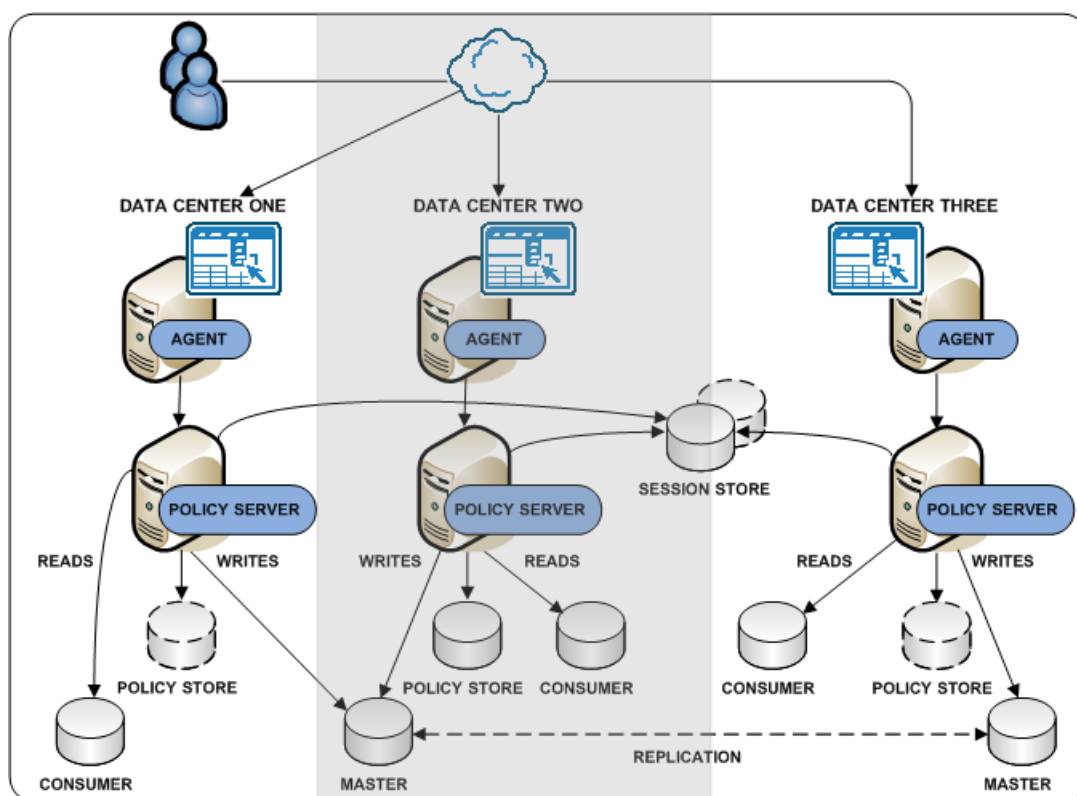 DATA CENTER ONE
DATA CENTER TWO
DATA CENTER THREE
AGENT
AGENT
AGENT
SESSION STORE
POLICY SERVER
POLICY SERVER
POLICY SERVER
READS
WRITES
WRITES
READS
READS
WRITES
POLICY STORE
POLICY STORE
CONSUMER
CONSUMER
POLICY STORE
REPLICATION
CONSUMER
MASTER
MASTER